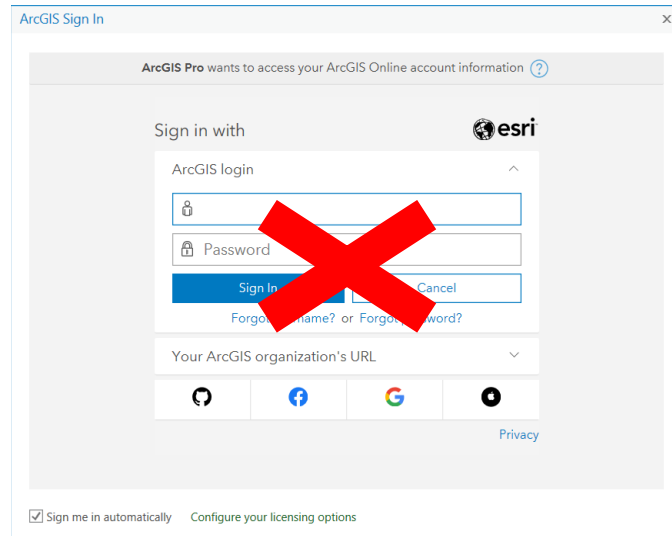 ArcGIS Sign In
ArcGIS Pro wants to access your ArcGIS Online account information ?
Sign in with
esri
ArcGIS login
Password
Sign In
Cancel
or Forgot
Your ArcGIS organization's URL
Privacy
Sign me in automatically Configure your licensing options